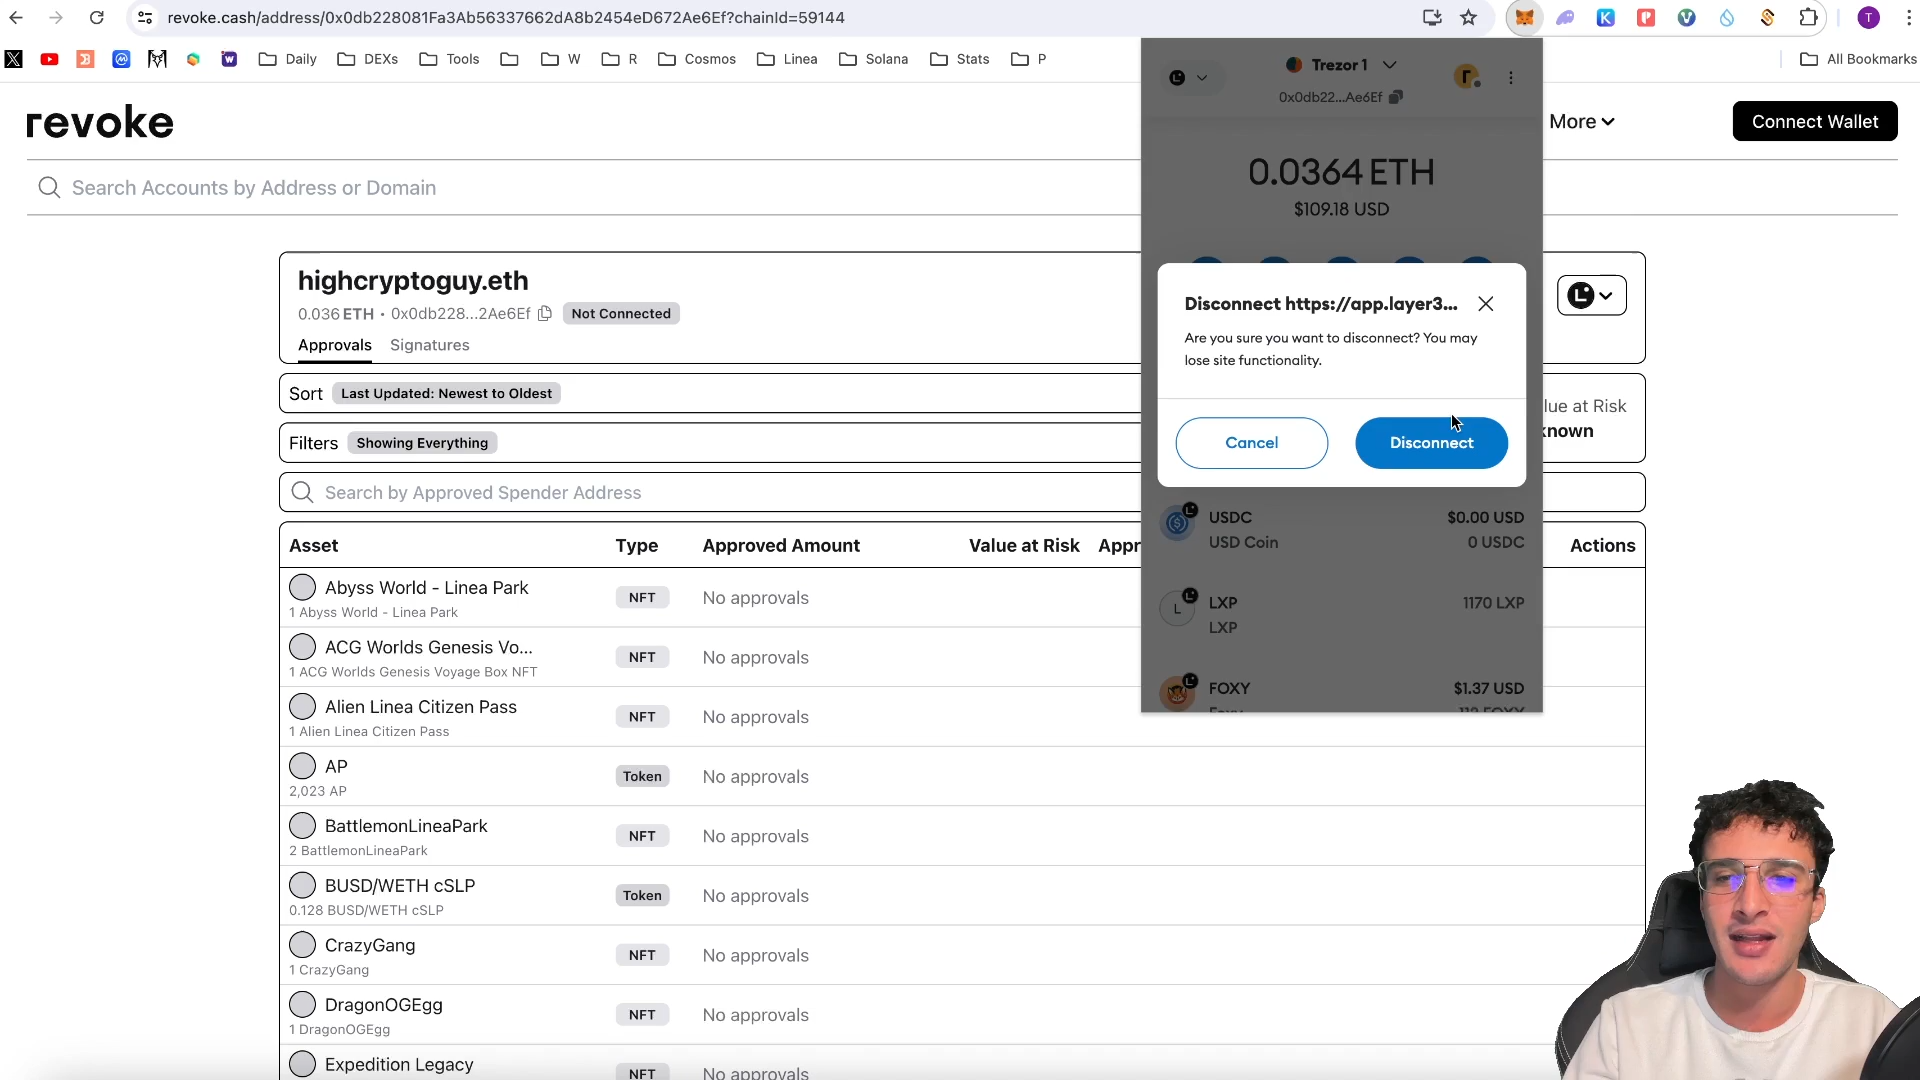 revoke.cash/address/0x0db228081Fa3Ab56337662dA8b2454eD672Ae6Ef?chainId=59144
T
Daily
DEXs
Tools
W
R
Cosmos
Linea
Solana
Stats
P
All Bookmarks
revoke
More
Connect Wallet
Search Accounts by Address or Domain
Trezor 1
0x0db22...Ae6Ef
0.0364 ETH
$109.18 USD
highcryptoguy.eth
0.036 ETH • 0x0db228...2Ae6Ef
Not Connected
Approvals
Signatures
Sort
Last Updated: Newest to Oldest
Filters
Showing Everything
Search by Approved Spender Address
Disconnect https://app.layer3...
Are you sure you want to disconnect? You may
lose site functionality.
Cancel
Disconnect
lue at Risk
known
USDC
$0.00 USD
USD Coin
0 USDC
L
LXP
1170 LXP
LXP
FOXY
$1.37 USD
Foxy
112 FOXY
Asset
Type
Approved Amount
Value at Risk
Appr
Actions
Abyss World - Linea Park
1 Abyss World - Linea Park
NFT
No approvals
ACG Worlds Genesis Vo...
1 ACG Worlds Genesis Voyage Box NFT
NFT
No approvals
Alien Linea Citizen Pass
1 Alien Linea Citizen Pass
NFT
No approvals
AP
2,023 AP
Token
No approvals
BattlemonLineaPark
2 BattlemonLineaPark
NFT
No approvals
BUSD/WETH cSLP
0.128 BUSD/WETH cSLP
Token
No approvals
CrazyGang
1 CrazyGang
NFT
No approvals
DragonOGEgg
1 DragonOGEgg
NFT
No approvals
Expedition Legacy
NFT
No approvals